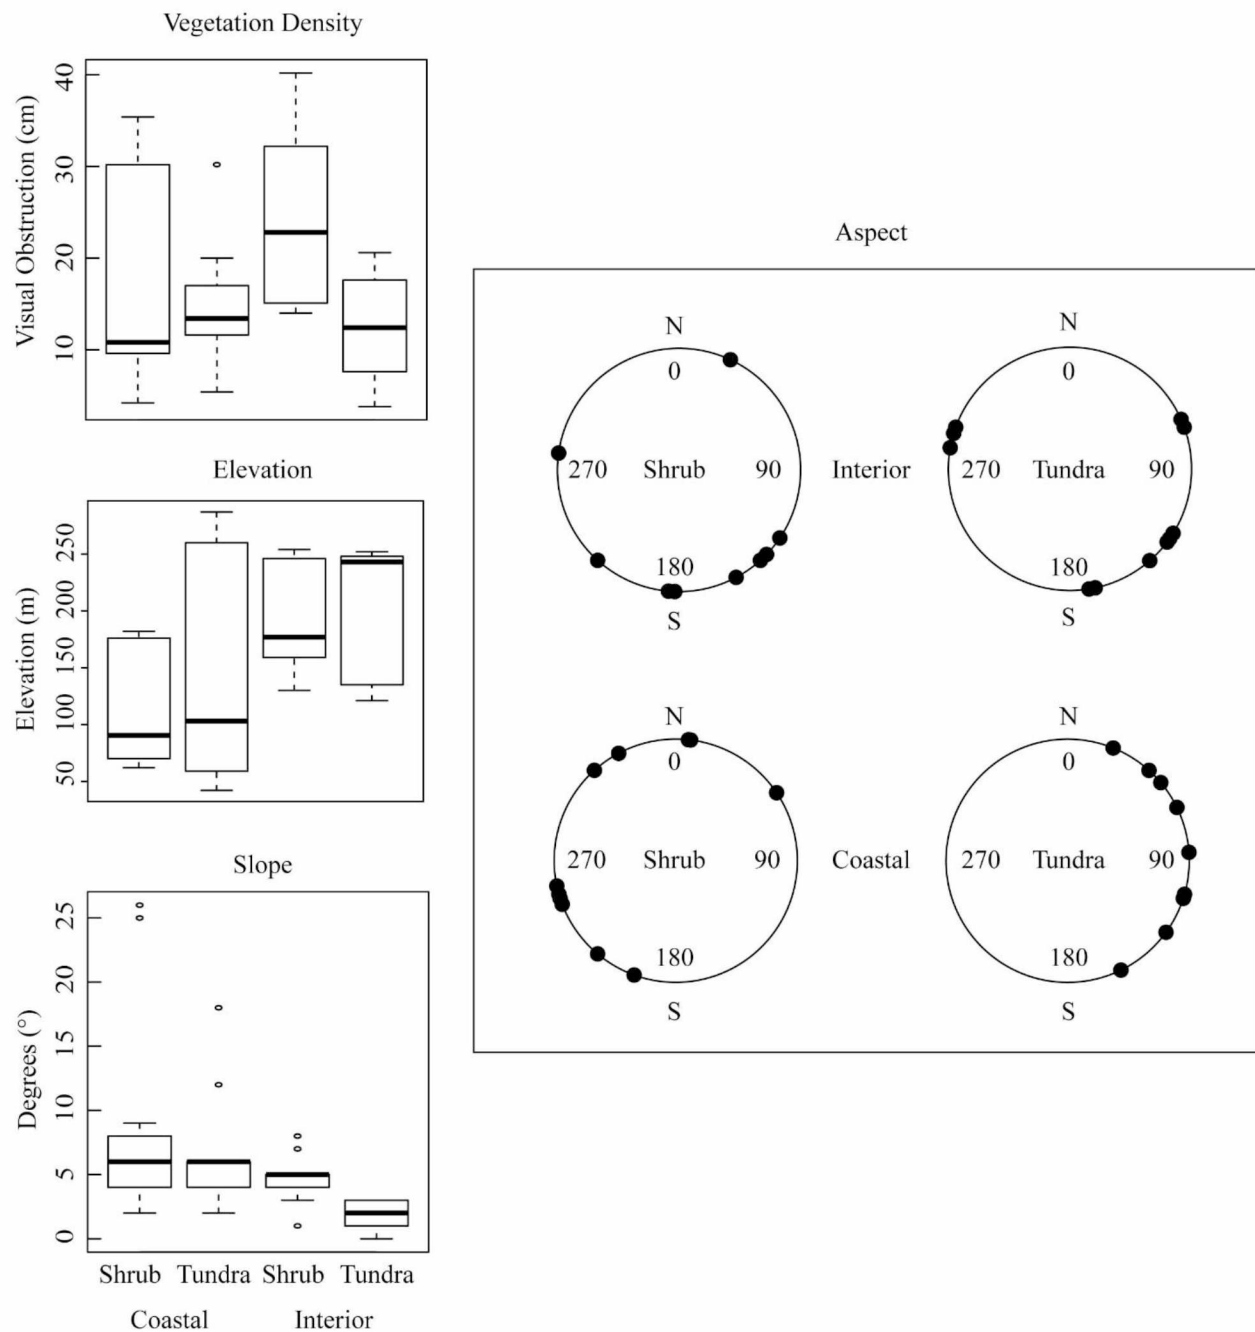 Vegetation Density
Visual Obstruction (cm)
40
30
20
10
Elevation
Elevation (m)
250
200
150
100
50
Slope
Degrees (°)
25
20
15
10
5
0
Shrub Tundra Shrub Tundra
Coastal Interior
Aspect
N N
0 0
270 Shrub 90 Interior 270 Tundra 90
180 180
S S
N N
0 0
270 Shrub 90 Coastal 270 Tundra 90
180 180
S S